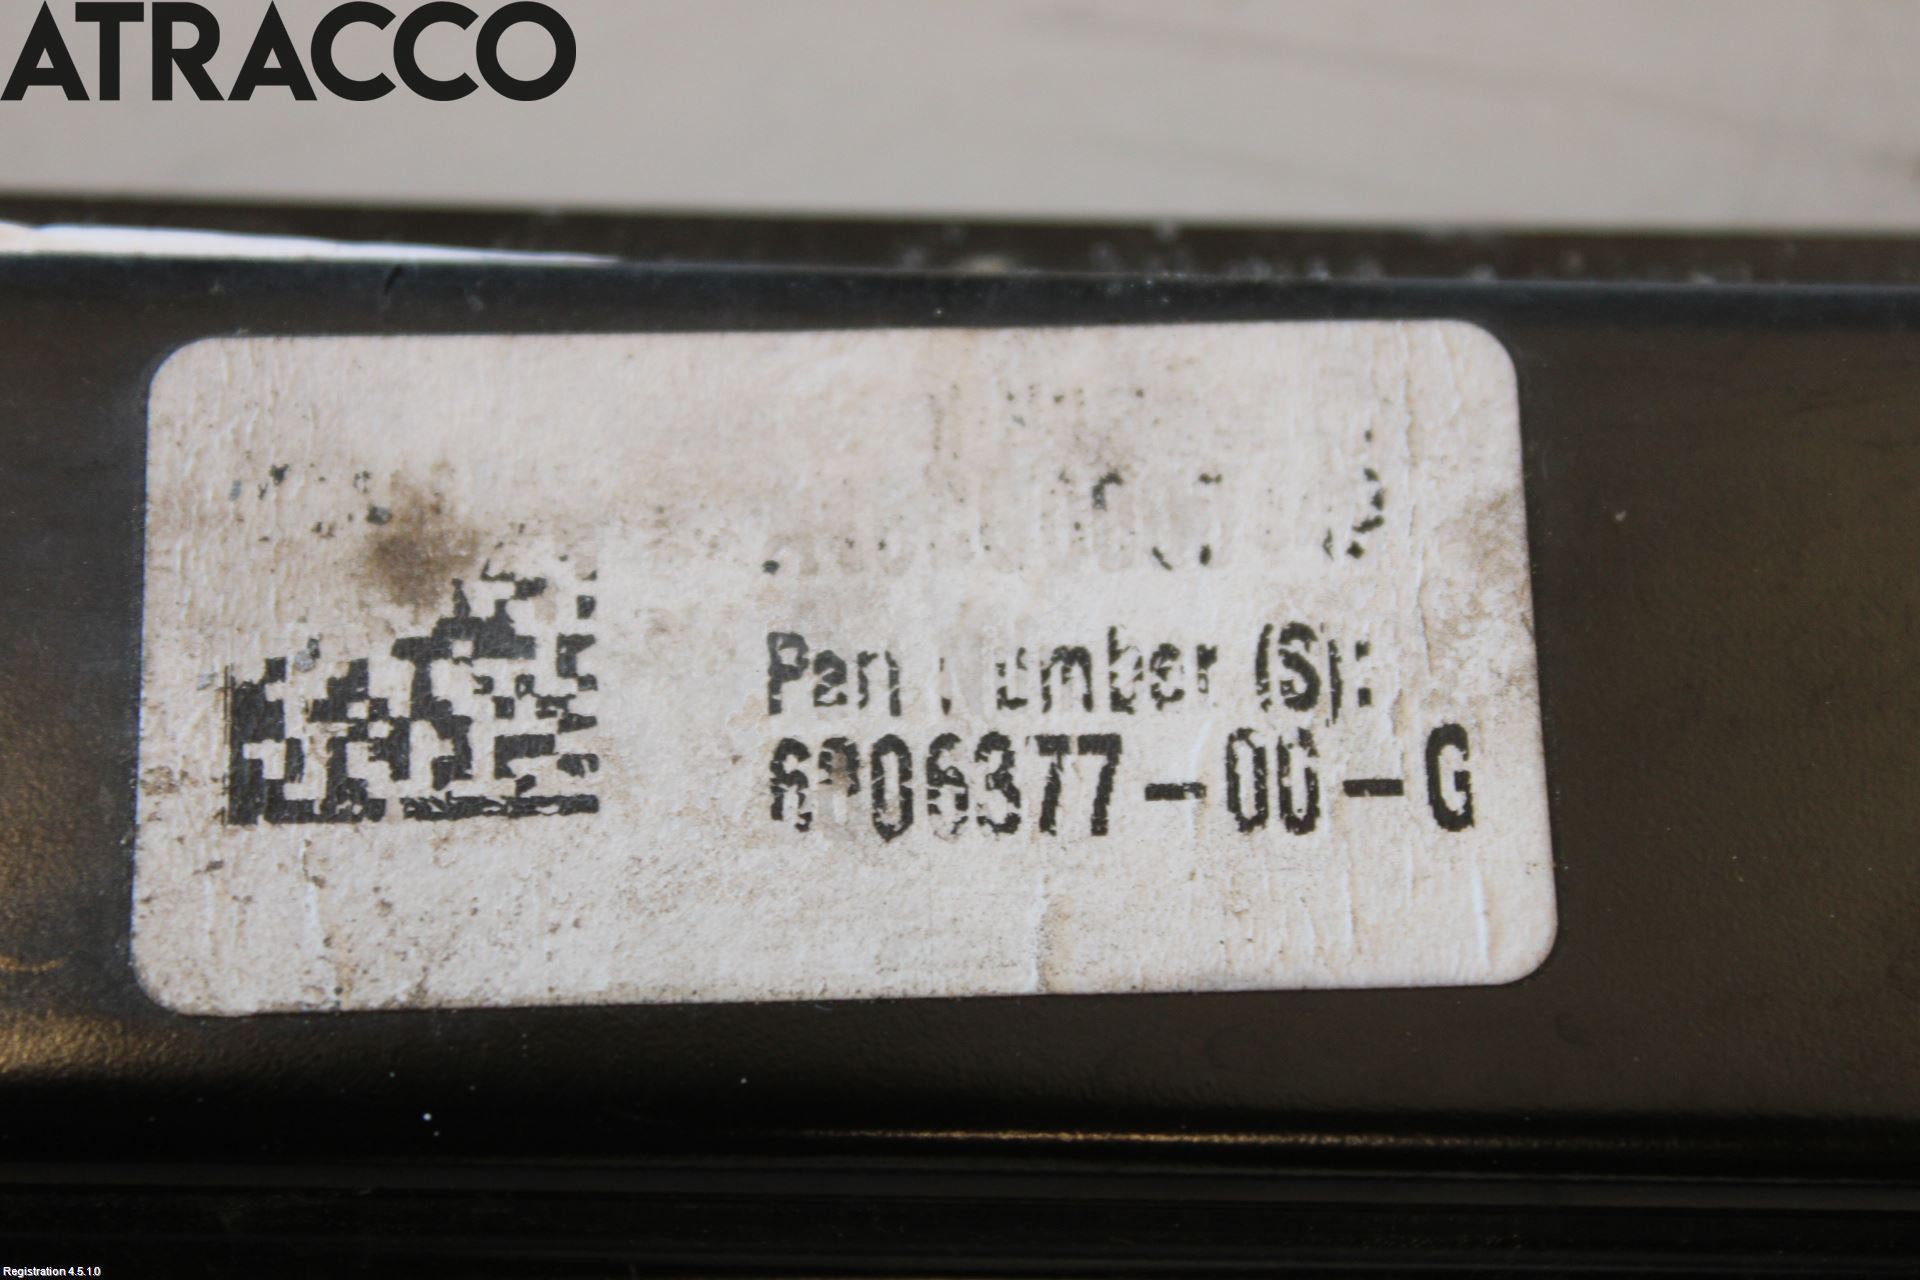 ATRACCO
Part Number (S):
6006377-00-G
Registration 4.5.1.0